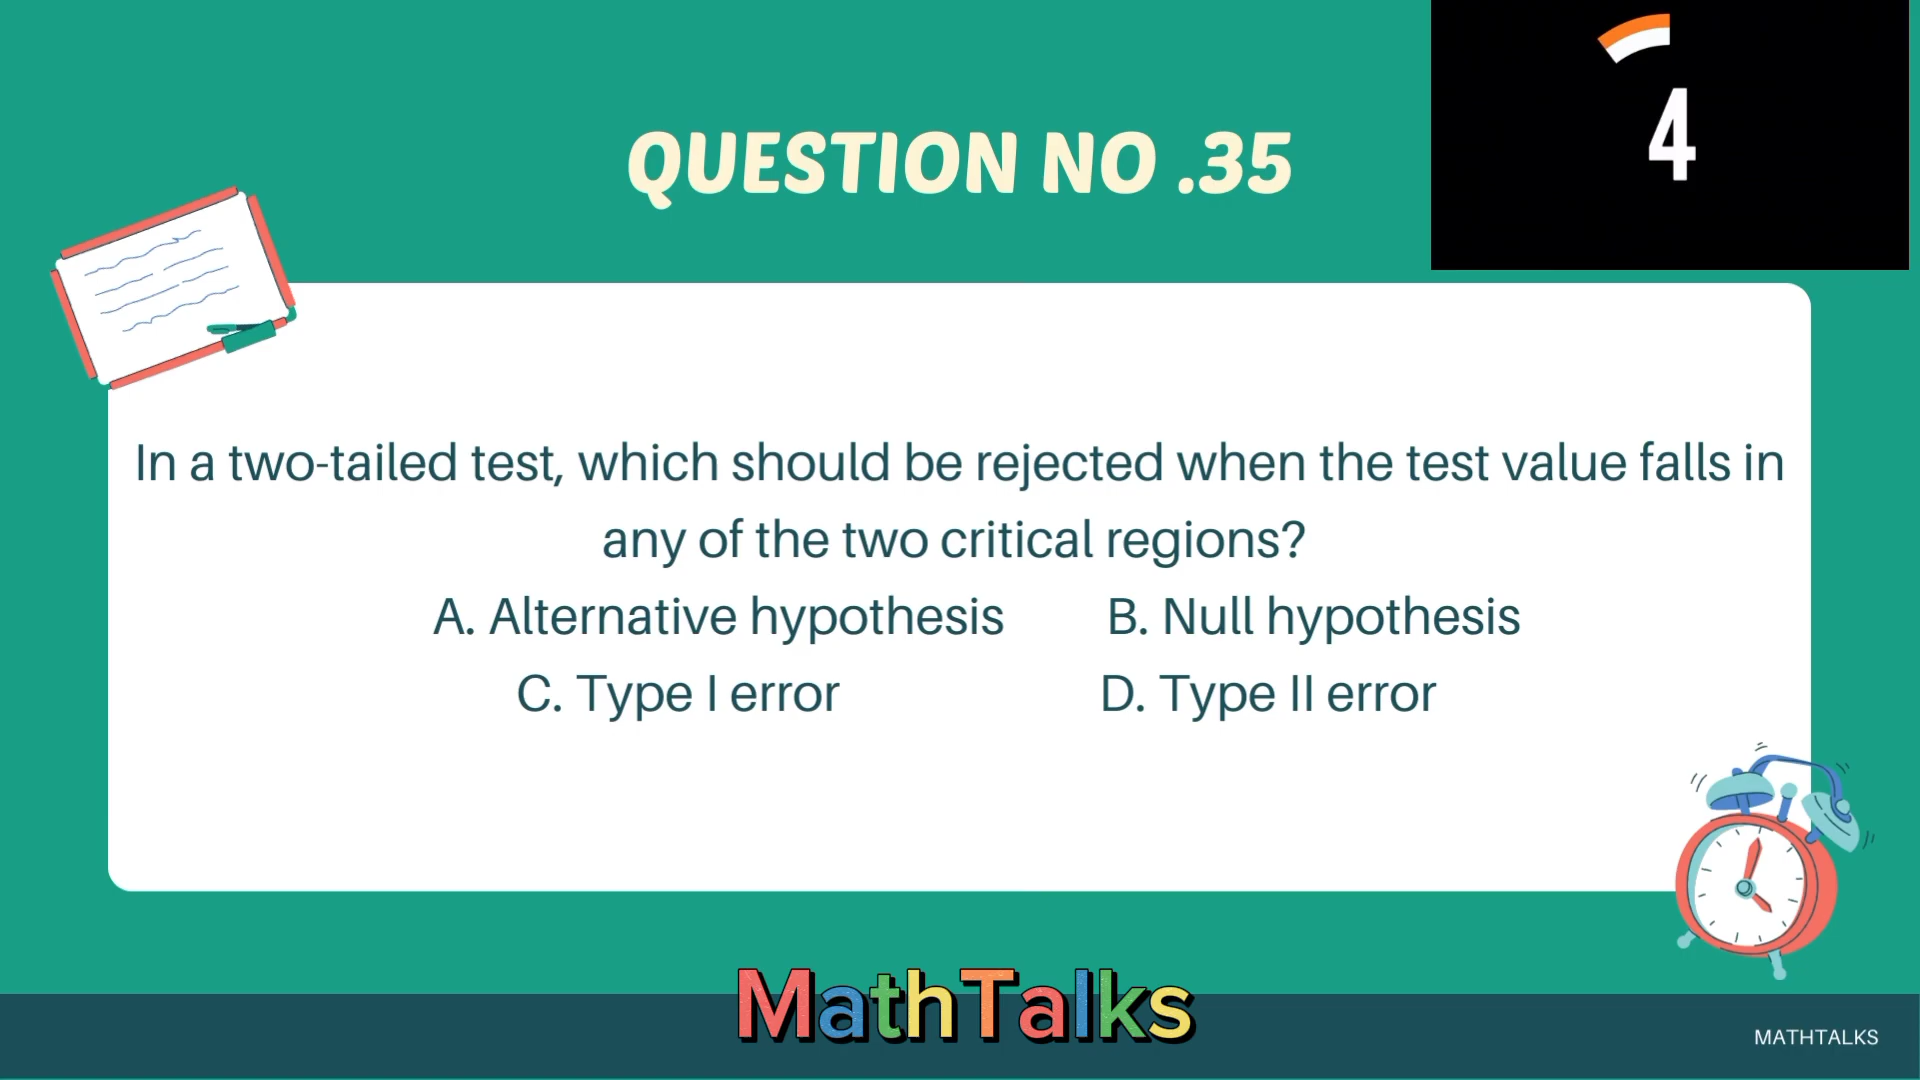 4
QUESTION NO .35
In a two-tailed test, which should be rejected when the test value falls in
any of the two critical regions?
A. Alternative hypothesis B. Null hypothesis
C. Type I error D. Type II error
MathTalks
MATHTALKS